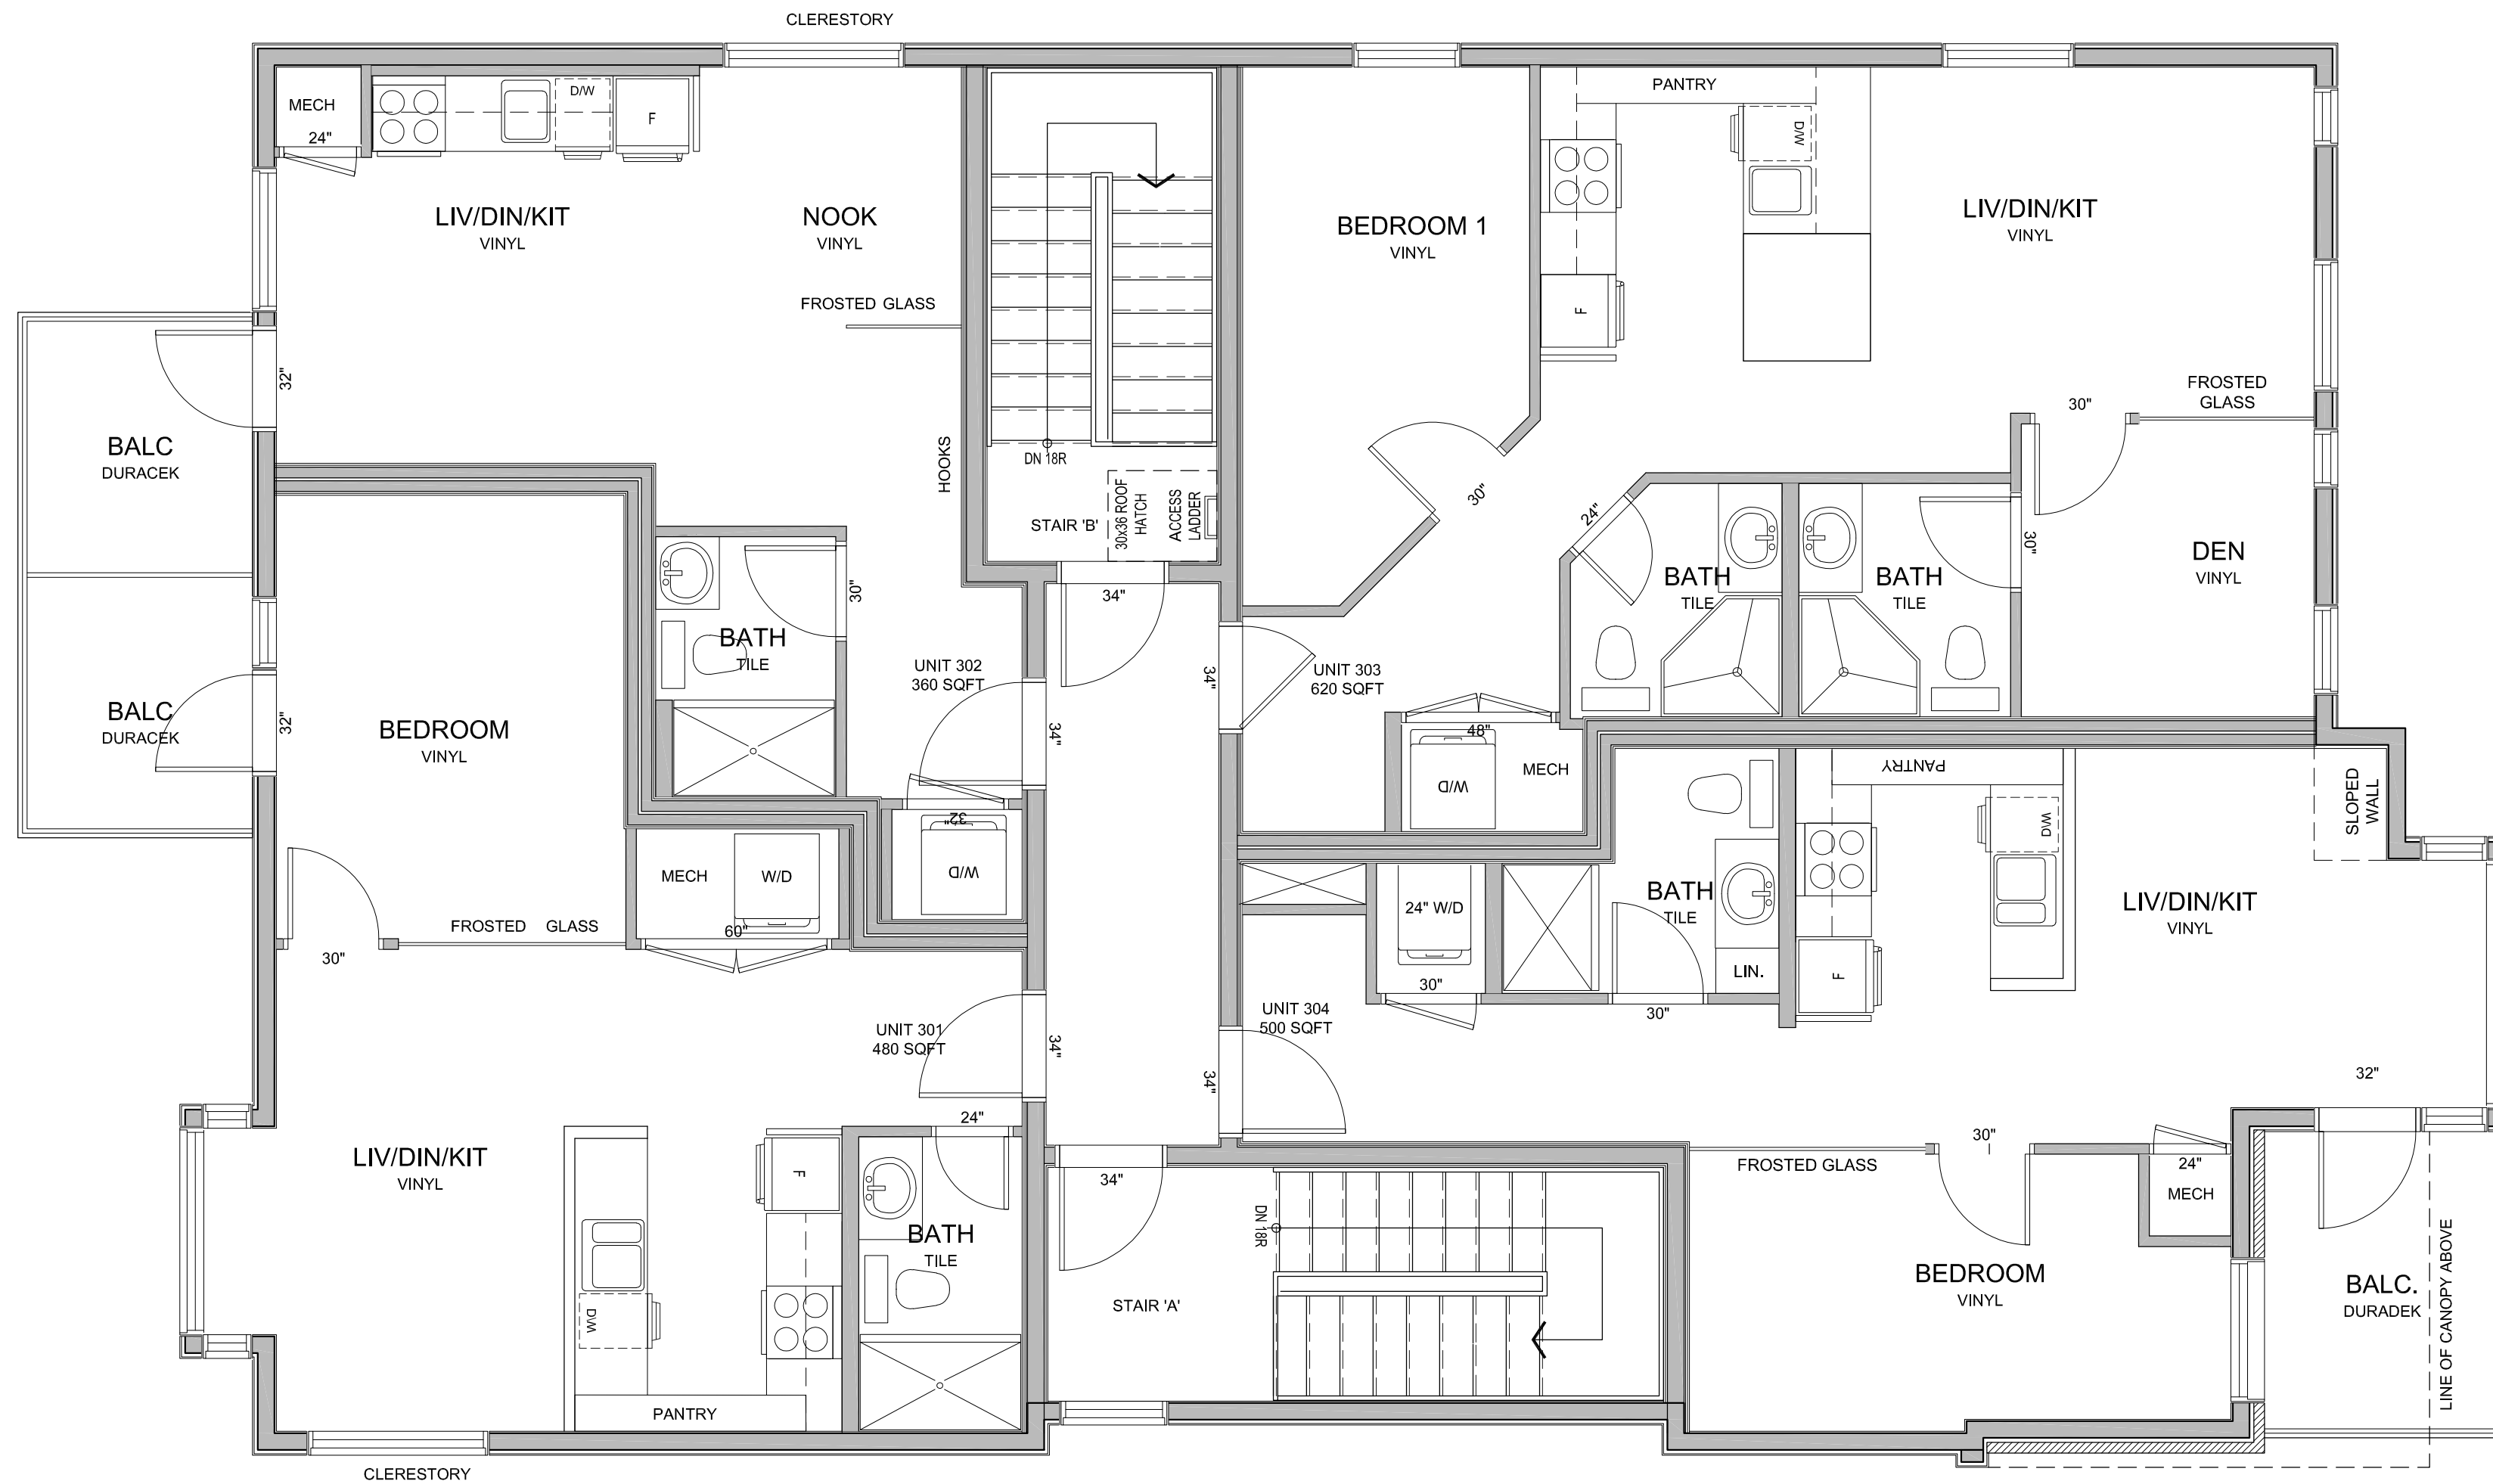 CLERESTORY
MECH
24"
D/W
F
LIV/DIN/KIT
VINYL
NOOK
VINYL
FROSTED GLASS
HOOKS
BALC
DURACEK
32"
BALC
DURACEK
32"
BATH
TILE
30"
UNIT 302
360 SQFT
34"
32"
W/D
DN 18R
STAIR 'B'
30x36 ROOF
HATCH
ACCESS
LADDER
34"
BEDROOM 1
VINYL
30"
PANTRY
D/W
F
LIV/DIN/KIT
VINYL
FROSTED
GLASS
30"
24"
BATH
TILE
BATH
TILE
30"
DEN
VINYL
34"
UNIT 303
620 SQFT
48"
W/D
MECH
BEDROOM
VINYL
MECH
W/D
60"
FROSTED GLASS
30"
UNIT 301
480 SQFT
34"
24"
LIV/DIN/KIT
VINYL
F
D/W
PANTRY
BATH
TILE
CLERESTORY
34"
UNIT 304
500 SQFT
24" W/D
30"
BATH
TILE
LIN.
30"
PANTRY
D/W
F
LIV/DIN/KIT
VINYL
SLOPED
WALL
32"
34"
STAIR 'A'
DN 18R
FROSTED GLASS
30"
24"
MECH
BEDROOM
VINYL
BALC.
DURADEK
LINE OF CANOPY ABOVE